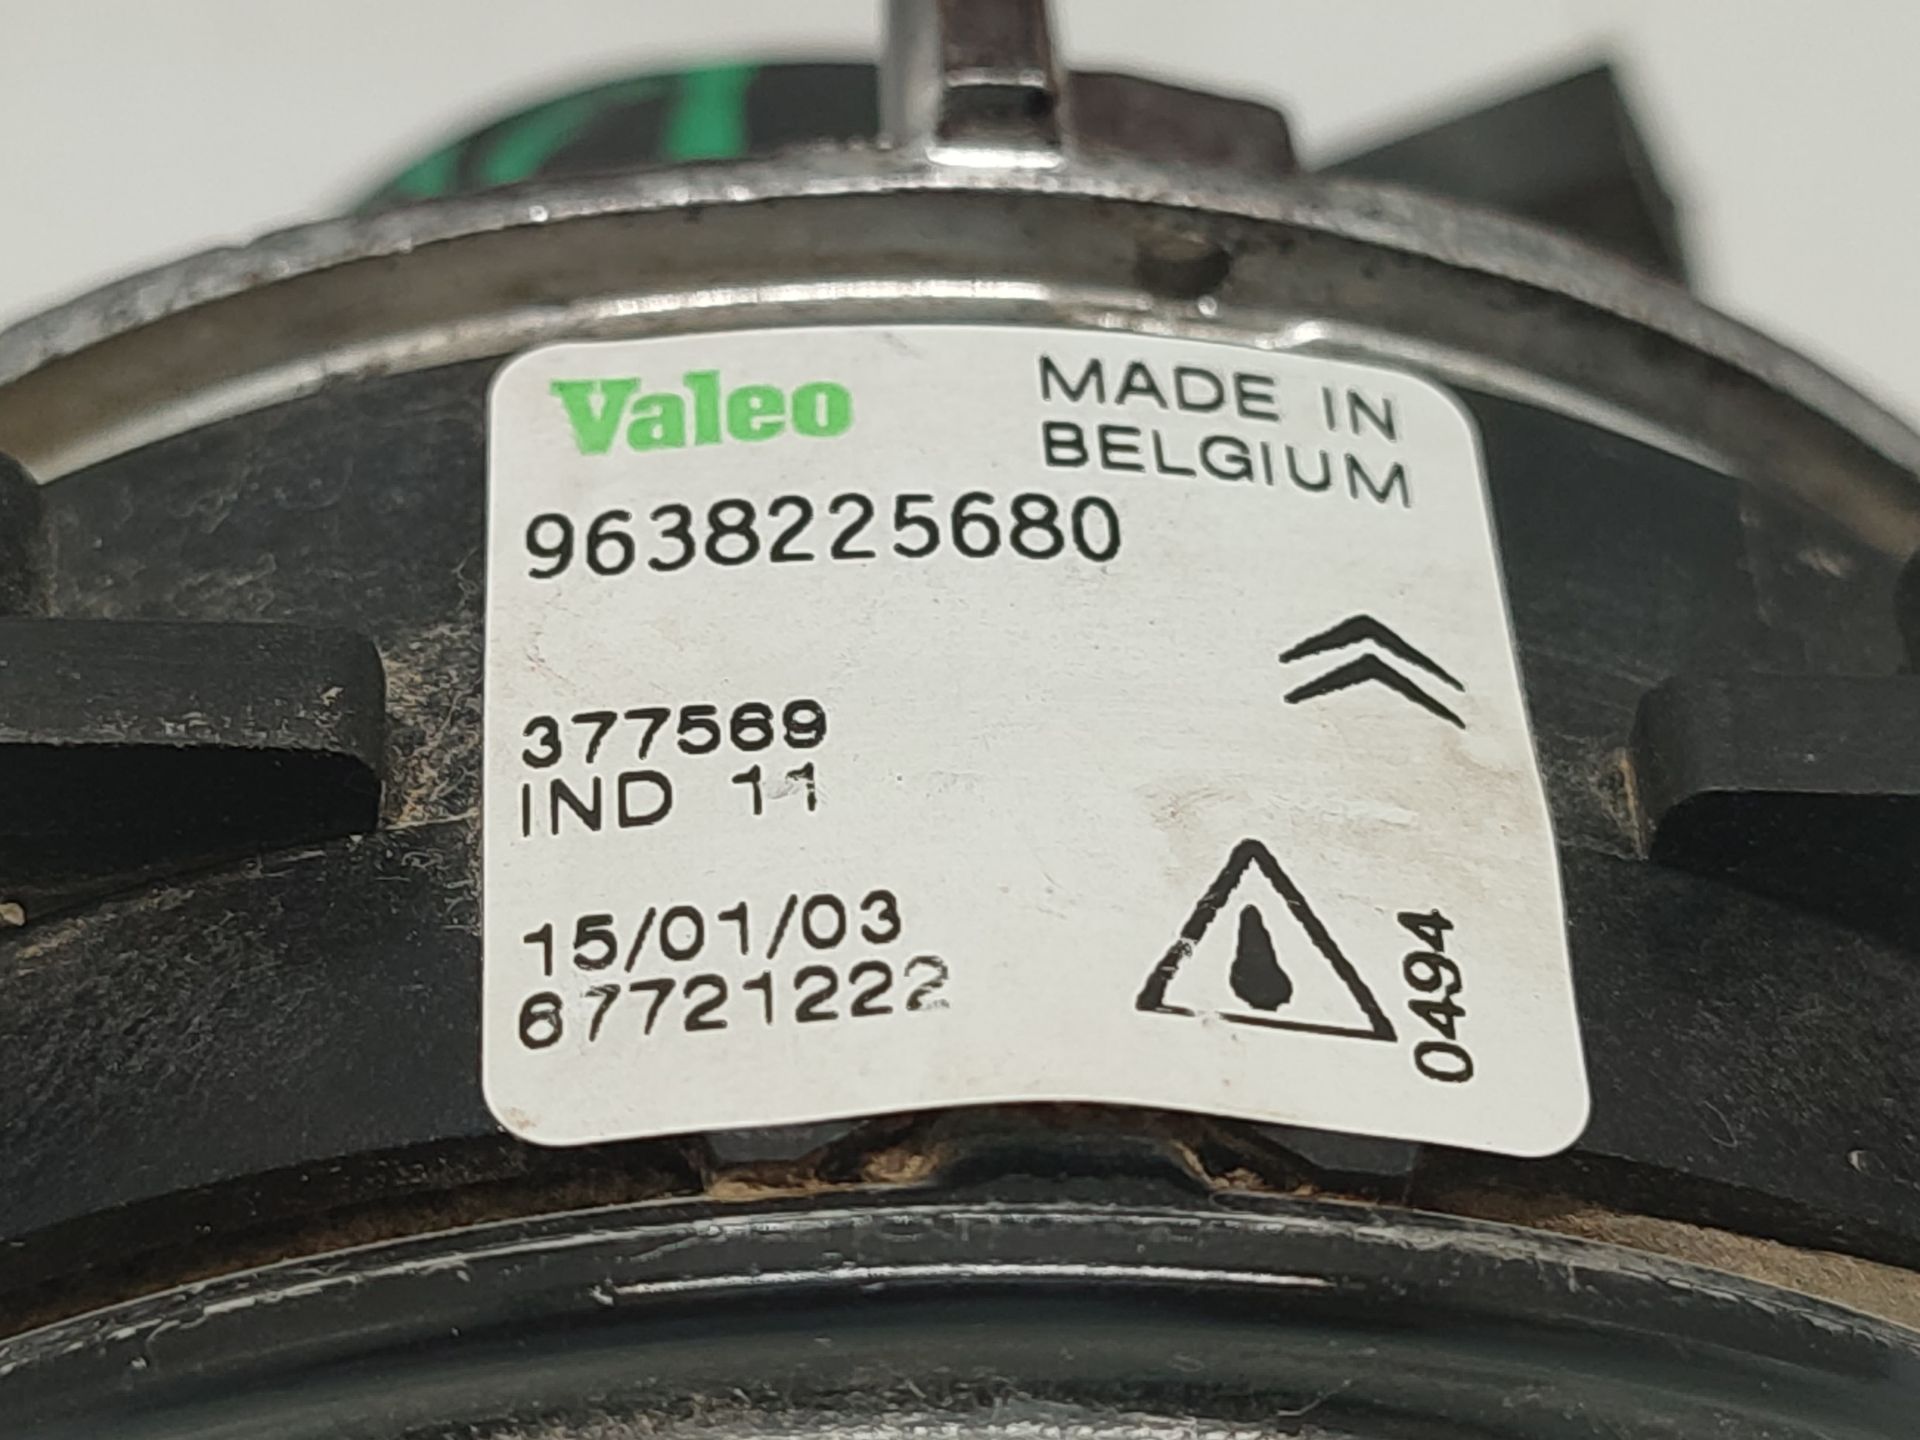 Valeo
MADE IN
BELGIUM
9638225680
377569
IND 11
15/01/03
67721222
0494